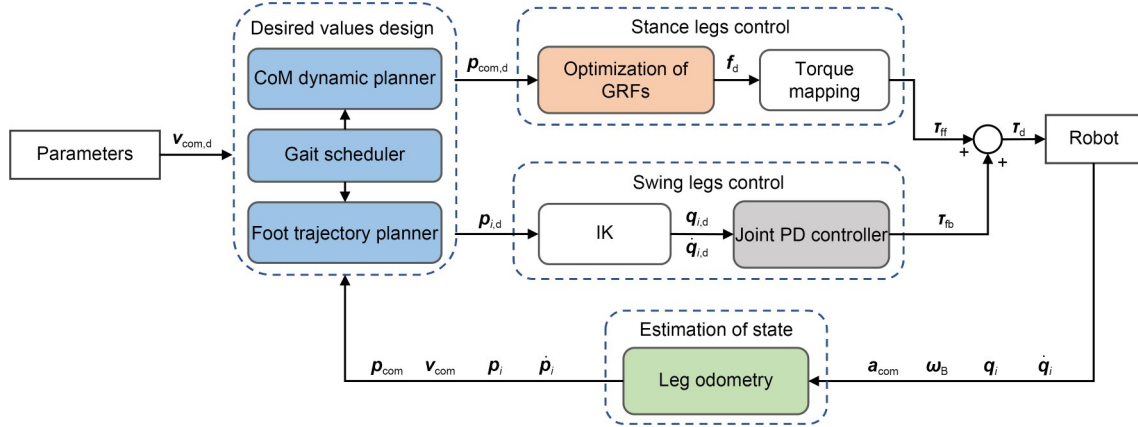 Desired values design
CoM dynamic planner
Gait scheduler
Foot trajectory planner
Parameters
v_com,d
p_com,d
p_i,d
Stance legs control
Optimization of
GRFs
f_d
Torque
mapping
Swing legs control
IK
q_i,d
q̇_i,d
Joint PD controller
τ_ff
τ_fb
+
+
τ_d
Robot
Estimation of state
Leg odometry
p_com v_com p_i ṗ_i
a_com ω_B q_i q̇_i